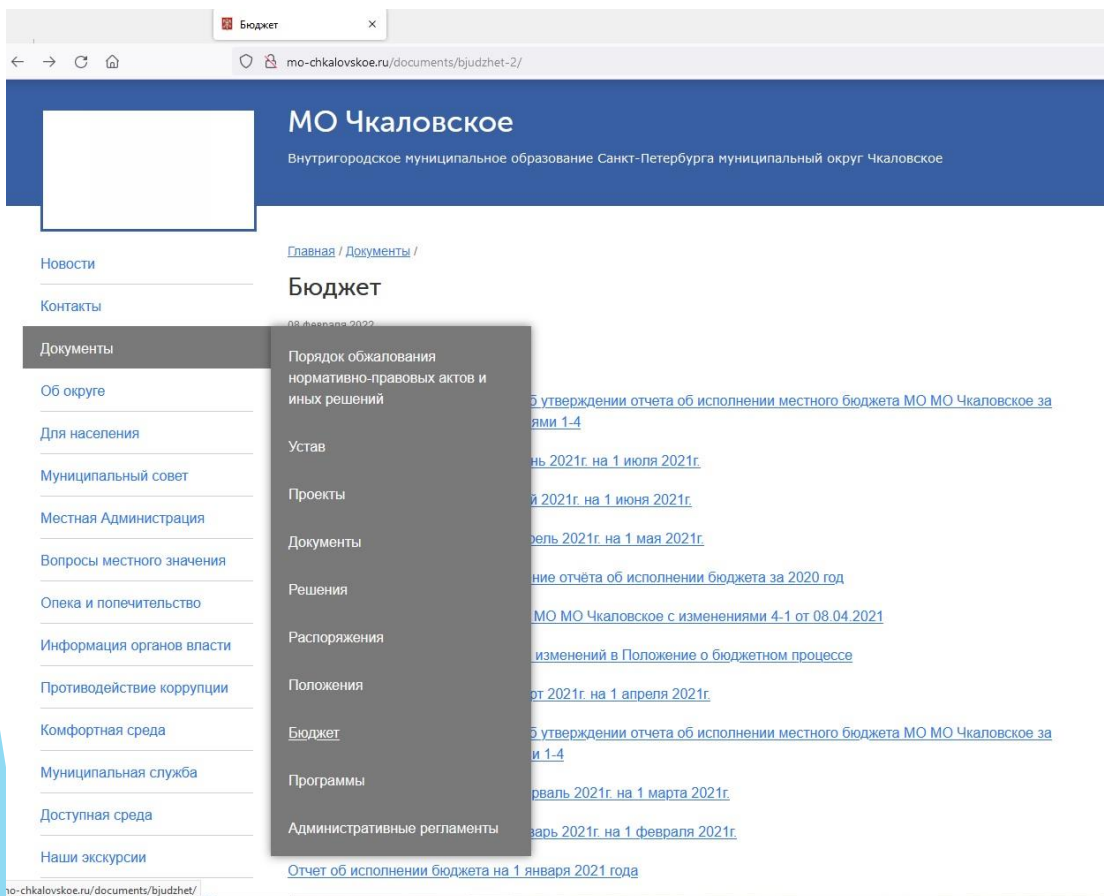 Бюджет
mo-chkalovskoe.ru/documents/bjudzhet-2/
МО Чкаловское
Внутригородское муниципальное образование Санкт-Петербурга муниципальный округ Чкаловское
Главная / Документы /
Бюджет
08 февраля 2022
Новости
Контакты
Документы
Об округе
Для населения
Муниципальный совет
Местная Администрация
Вопросы местного значения
Опека и попечительство
Информация органов власти
Противодействие коррупции
Комфортная среда
Муниципальная служба
Доступная среда
Наши экскурсии
Порядок обжалования
нормативно-правовых актов и
иных решений
Устав
Проекты
Документы
Решения
Распоряжения
Положения
Бюджет
Программы
Административные регламенты
утверждении отчета об исполнении местного бюджета МО МО Чкаловское за
1-4
2021г. на 1 июля 2021г.
2021г. на 1 июня 2021г.
2021г. на 1 мая 2021г.
отчёта об исполнении бюджета за 2020 год
МО МО Чкаловское с изменениями 4-1 от 08.04.2021
изменений в Положение о бюджетном процессе
2021г. на 1 апреля 2021г.
утверждении отчета об исполнении местного бюджета МО МО Чкаловское за
1-4
2021г. на 1 марта 2021г.
2021г. на 1 февраля 2021г.
Отчет об исполнении бюджета на 1 января 2021 года
mo-chkalovskoe.ru/documents/bjudzhet/